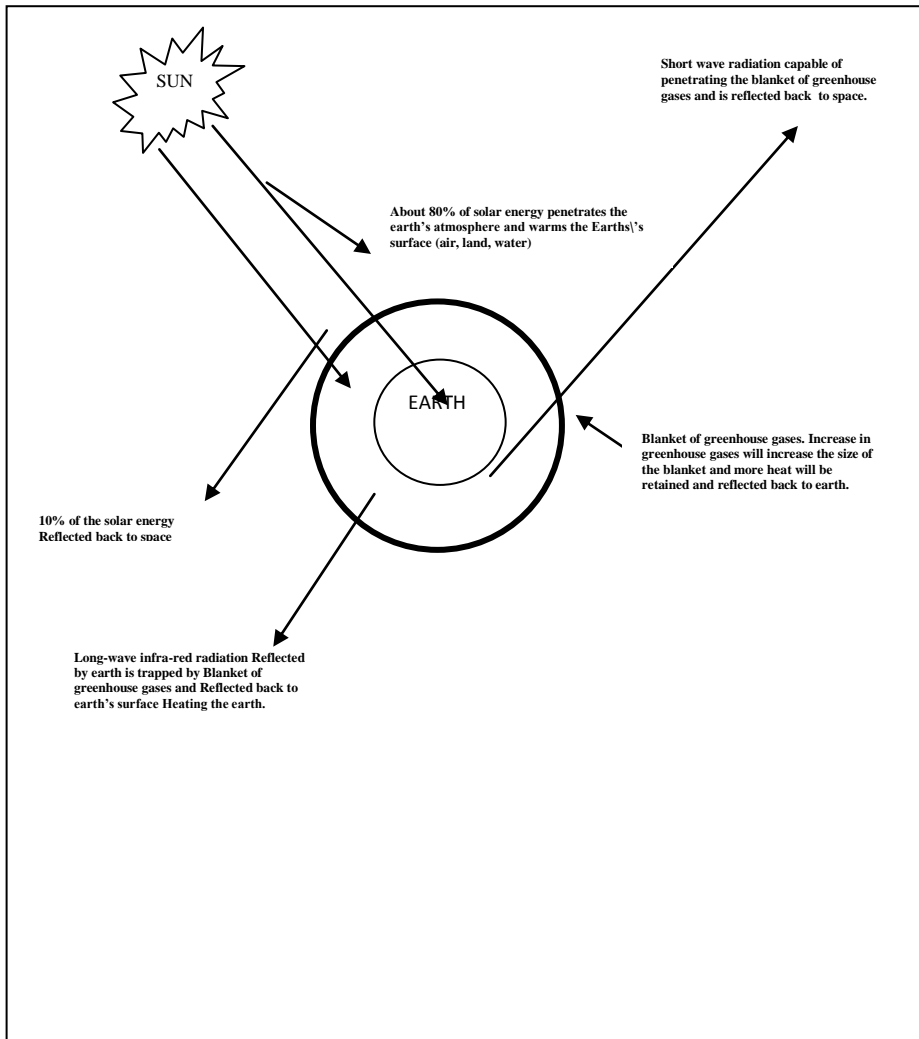 SUN
Short wave radiation capable of
penetrating the blanket of greenhouse
gases and is reflected back to space.
About 80% of solar energy penetrates the
earth’s atmosphere and warms the Earths\’s
surface (air, land, water)
EARTH
Blanket of greenhouse gases. Increase in
greenhouse gases will increase the size of
the blanket and more heat will be
retained and reflected back to earth.
10% of the solar energy
Reflected back to space
Long-wave infra-red radiation Reflected
by earth is trapped by Blanket of
greenhouse gases and Reflected back to
earth’s surface Heating the earth.